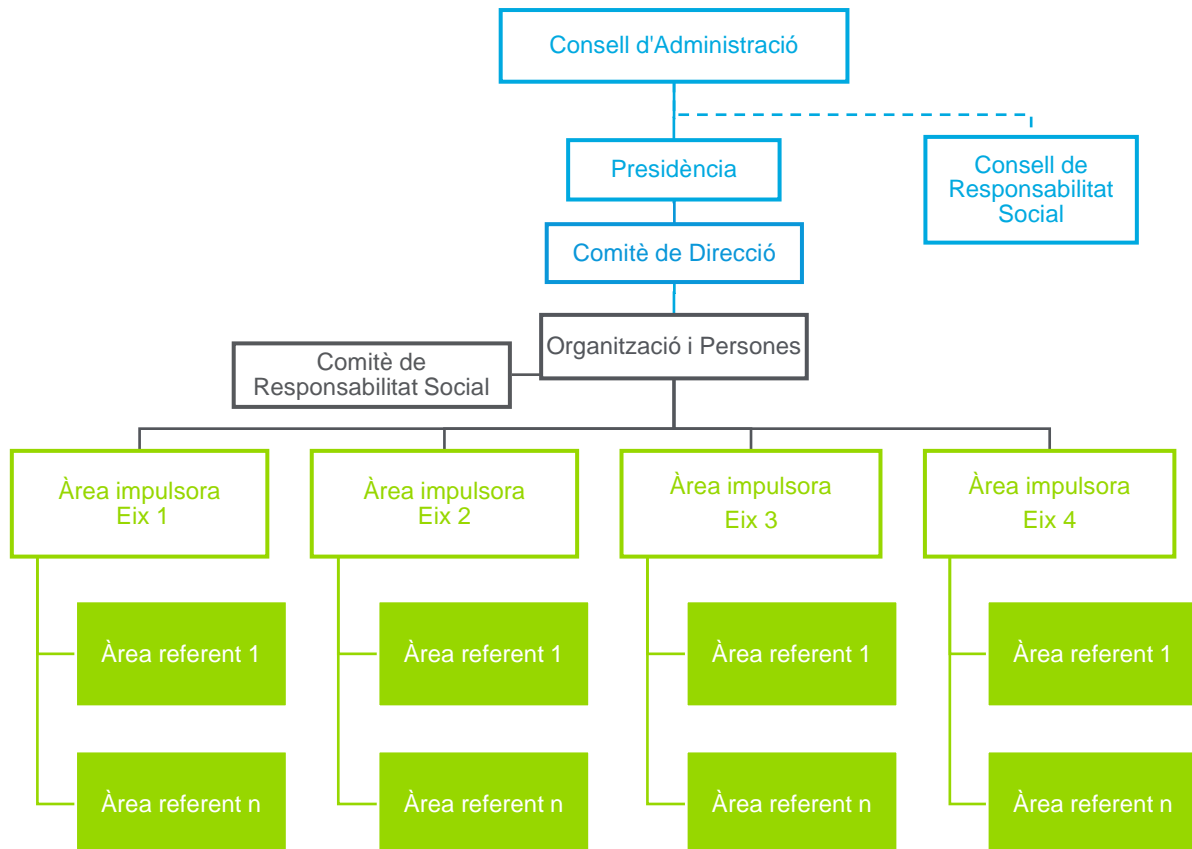 Consell d'Administració
Presidència
Consell de
Responsabilitat
Social
Comitè de Direcció
Organització i Persones
Comitè de
Responsabilitat Social
Àrea impulsora
Eix 1
Àrea impulsora
Eix 2
Àrea impulsora
Eix 3
Àrea impulsora
Eix 4
Àrea referent 1
Àrea referent 1
Àrea referent 1
Àrea referent 1
Àrea referent n
Àrea referent n
Àrea referent n
Àrea referent n